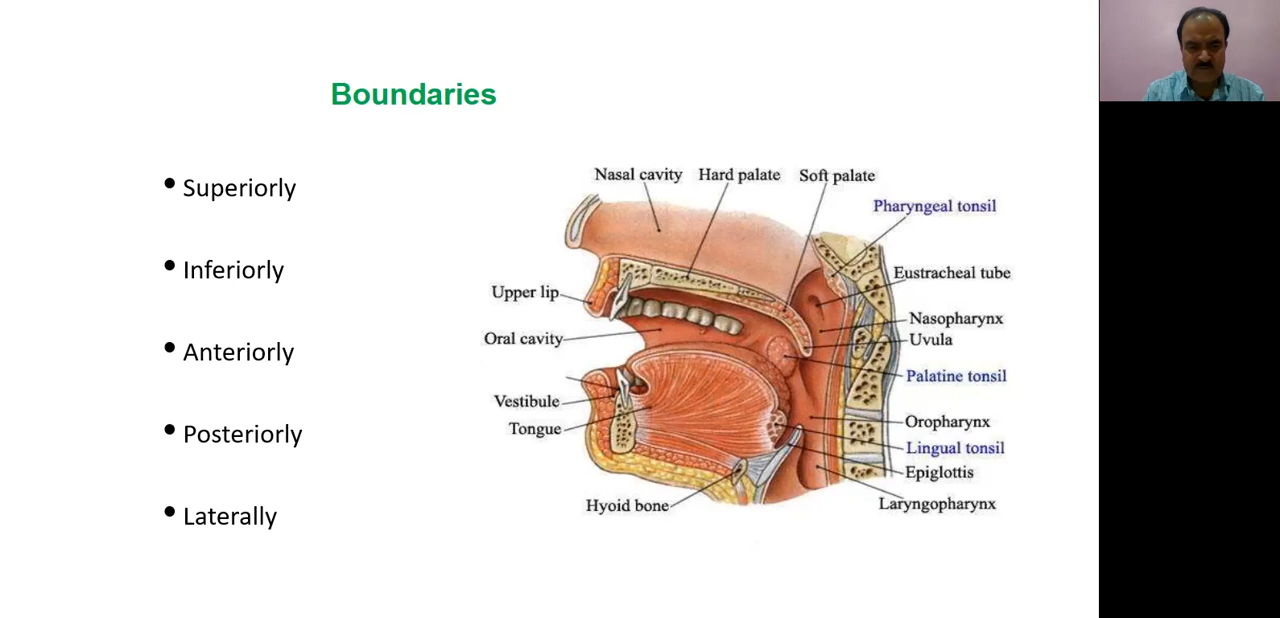 Boundaries
• Superiorly
• Inferiorly
• Anteriorly
• Posteriorly
• Laterally
Nasal cavity Hard palate Soft palate
Pharyngeal tonsil
Eustracheal tube
Upper lip
Nasopharynx
Oral cavity
Uvula
Palatine tonsil
Vestibule
Oropharynx
Tongue
Lingual tonsil
Epiglottis
Hyoid bone
Laryngopharynx